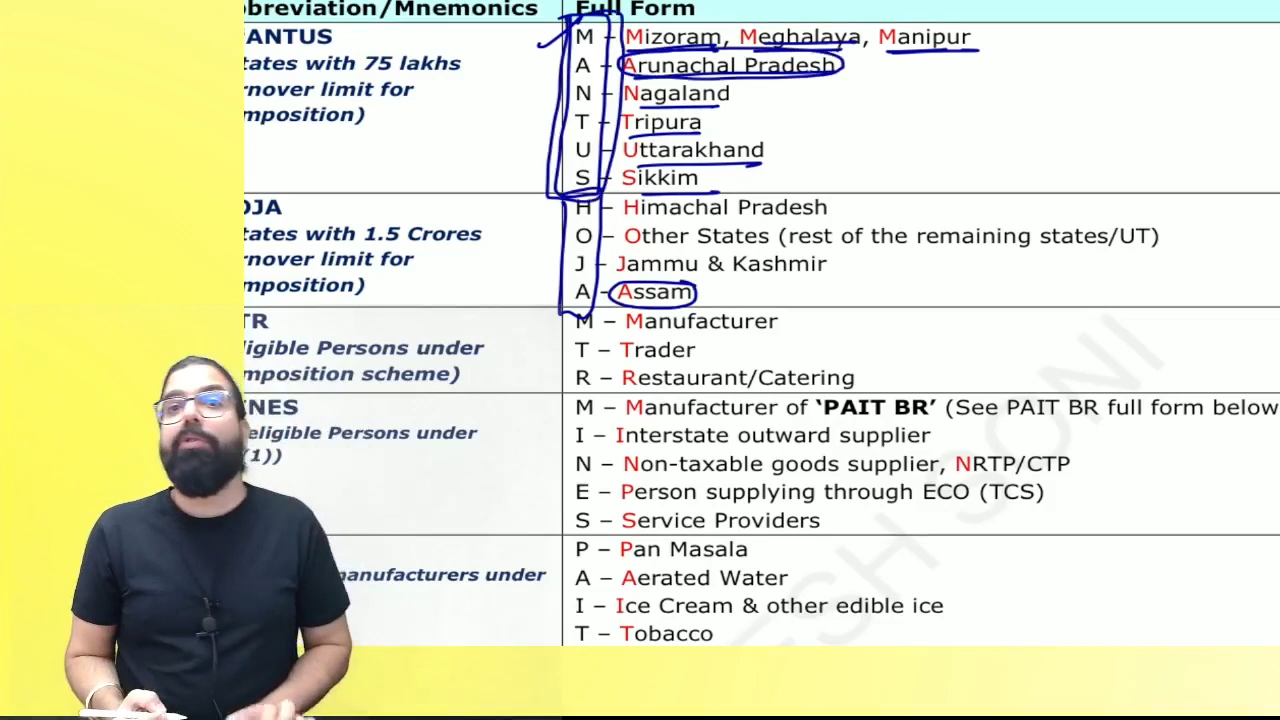 breviation/Mnemonics Full Form
ANTUS M – Mizoram, Meghalaya, Manipur
tates with 75 lakhs A – Arunachal Pradesh
rnover limit for N – Nagaland
mposition) T – Tripura
U – Uttarakhand
S – Sikkim
OJA H – Himachal Pradesh
tates with 1.5 Crores O – Other States (rest of the remaining states/UT)
rnover limit for J – Jammu & Kashmir
mposition) A – Assam
TR M – Manufacturer
igible Persons under T – Trader
mposition scheme) R – Restaurant/Catering
NES M – Manufacturer of ‘PAIT BR’ (See PAIT BR full form below
eligible Persons under I – Interstate outward supplier
(1)) N – Non-taxable goods supplier, NRTP/CTP
E – Person supplying through ECO (TCS)
S – Service Providers
P – Pan Masala
manufacturers under A – Aerated Water
I – Ice Cream & other edible ice
T – Tobacco
ESH SONI